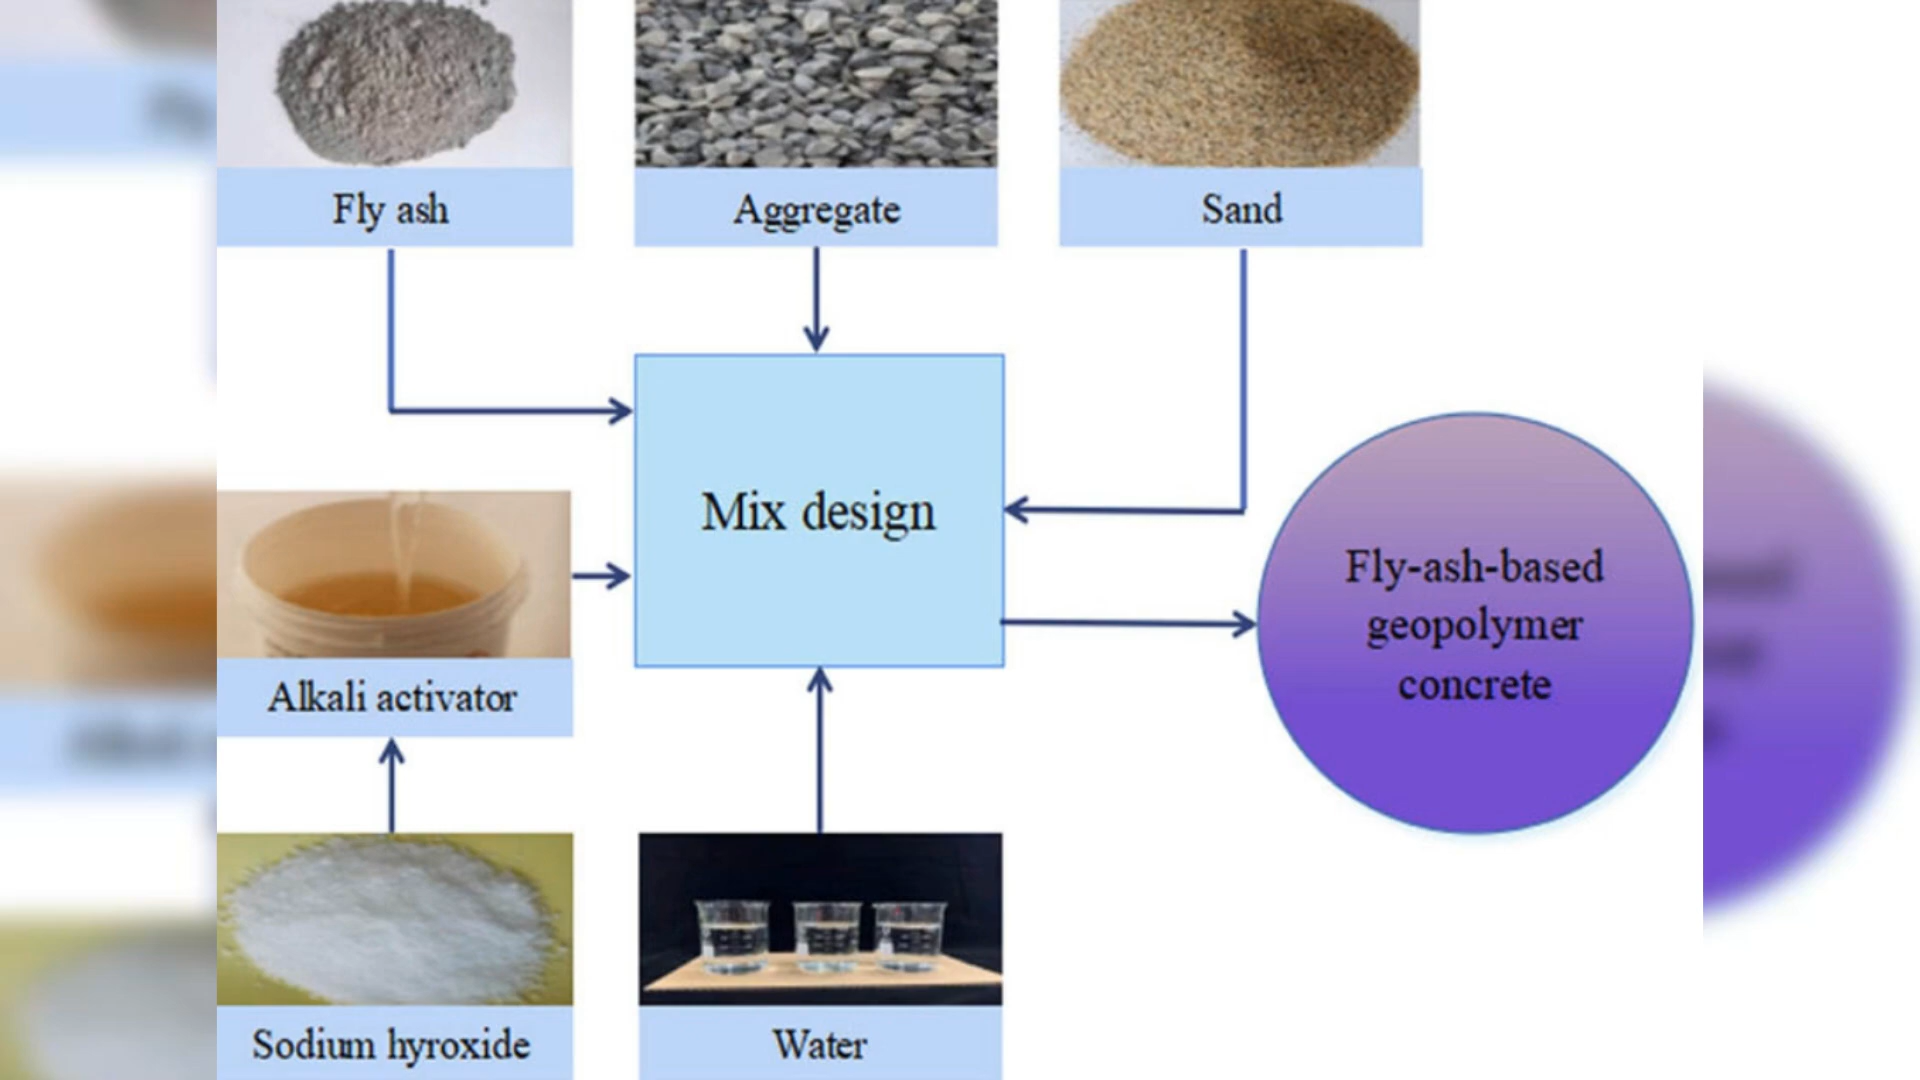 Fly ash
Aggregate
Sand
Mix design
Fly-ash-based
geopolymer
concrete
Alkali activator
Sodium hyroxide
Water